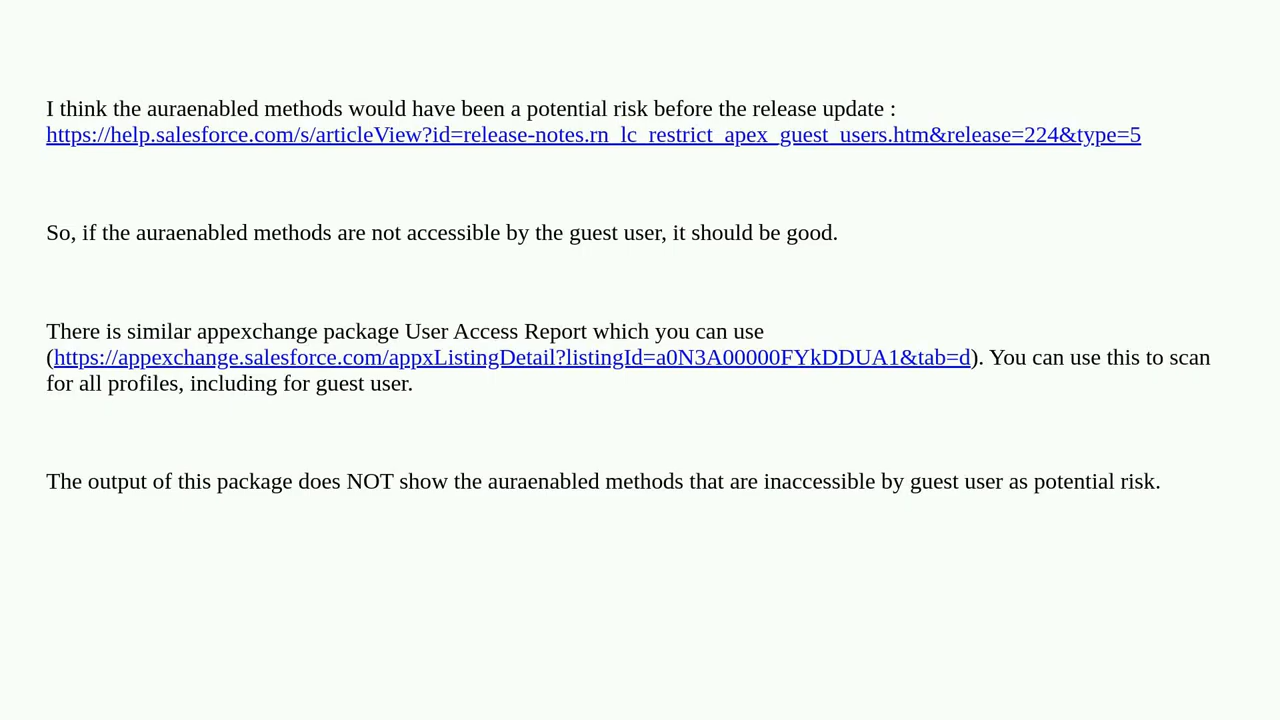 I think the auraenabled methods would have been a potential risk before the release update :
https://help.salesforce.com/s/articleView?id=release-notes.rn_lc_restrict_apex_guest_users.htm&release=224&type=5
So, if the auraenabled methods are not accessible by the guest user, it should be good.
There is similar appexchange package User Access Report which you can use
(https://appexchange.salesforce.com/appxListingDetail?listingId=a0N3A00000FYkDDUA1&tab=d). You can use this to scan
for all profiles, including for guest user.
The output of this package does NOT show the auraenabled methods that are inaccessible by guest user as potential risk.